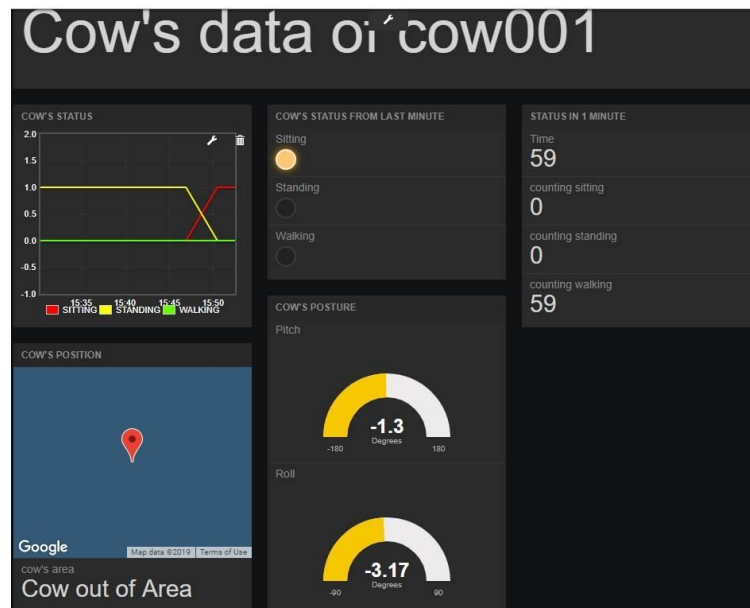 Cow's data of cow001
COW'S STATUS
2.0
1.5
1.0
0.5
0.0
-0.5
-1.0
15:35 15:40 15:45 15:50
SITTING STANDING WALKING
COW'S POSITION
Google
Map data ©2019 Terms of Use
cow's area
Cow out of Area
COW'S STATUS FROM LAST MINUTE
Sitting
Standing
Walking
COW'S POSTURE
Pitch
-1.3
Degrees
-180 180
Roll
-3.17
Degrees
-90 90
STATUS IN 1 MINUTE
Time
59
counting sitting
0
counting standing
0
counting walking
59